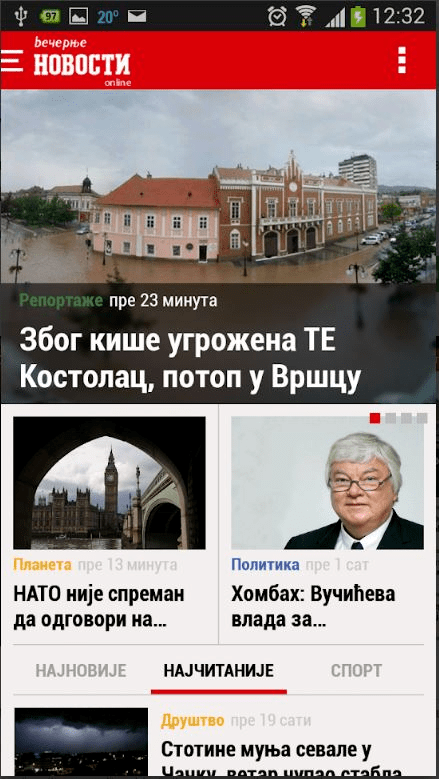 97 20° 12:32
вечерње
НОВОСТИ
online
Репортаже пре 23 минута
Због кише угрожена ТЕ
Костолац, потоп у Вршцу
Планета пре 13 минута
НАТО није спреман
да одговори на...
Политика пре 1 сат
Хомбах: Вучићева
влада за...
НАЈНОВИЈЕ НАЈЧИТАНИЈЕ СПОРТ
Друштво пре 19 сати
Стотине муња севале у
Чачку, ветар чупао стабла